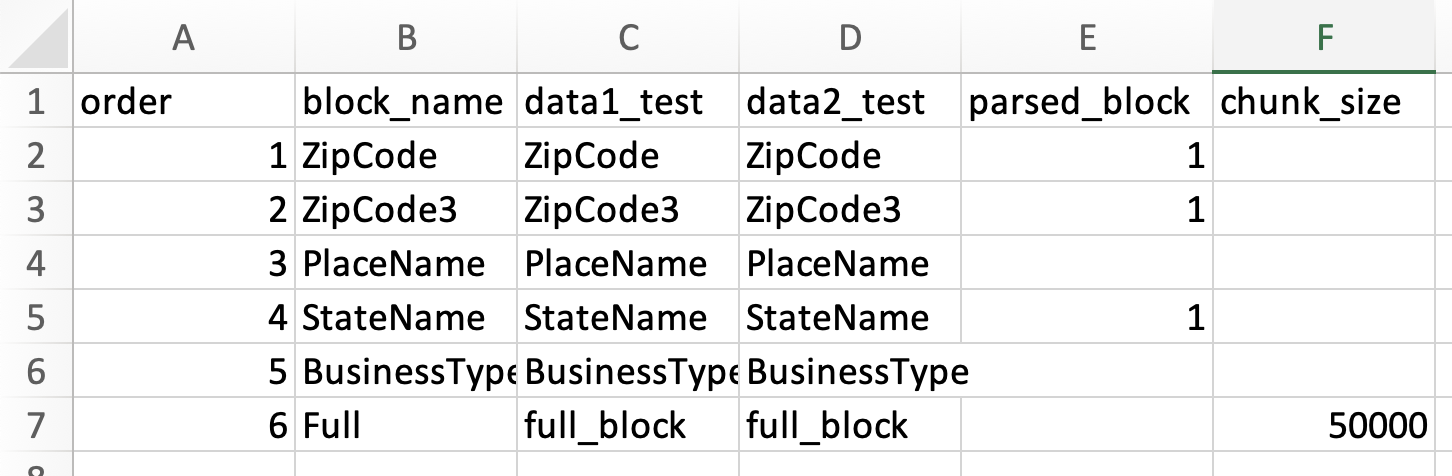 A B C D E F
1 order block_name data1_test data2_test parsed_block chunk_size
2 1 ZipCode ZipCode ZipCode 1
3 2 ZipCode3 ZipCode3 ZipCode3 1
4 3 PlaceName PlaceName PlaceName
5 4 StateName StateName StateName 1
6 5 BusinessType BusinessType BusinessType
7 6 Full full_block full_block 50000
8